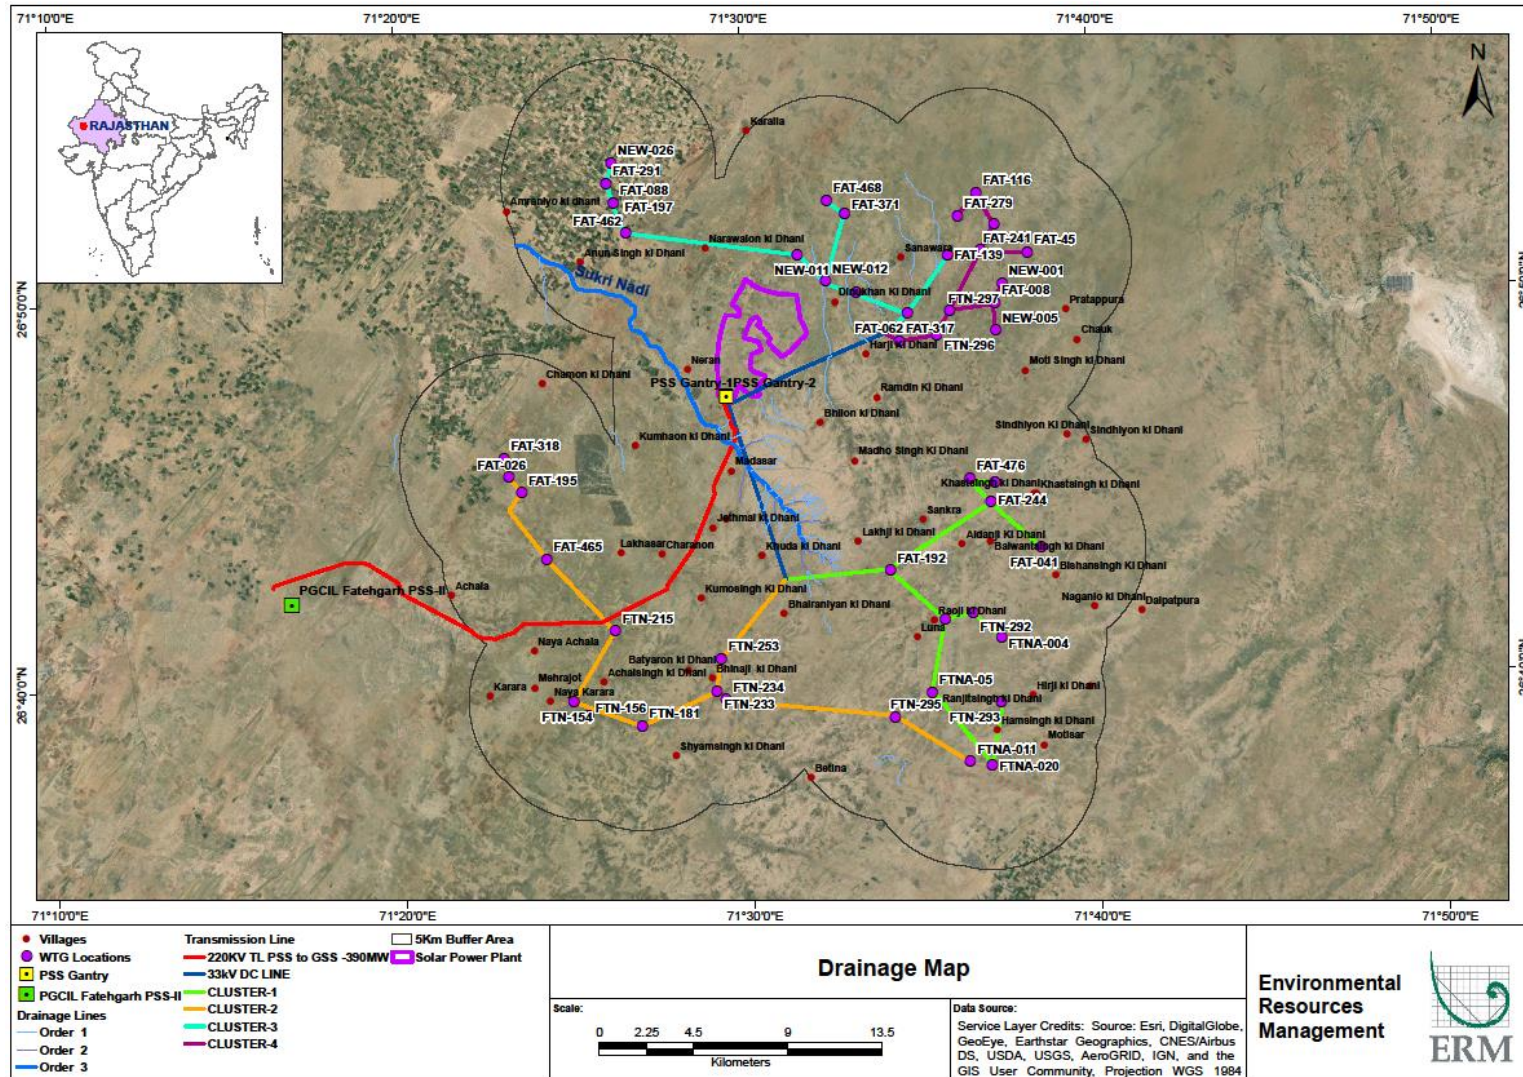 71°10'0"E
71°20'0"E
71°30'0"E
71°40'0"E
71°50'0"E
N
RAJASTHAN
Karalia
NEW-026
FAT-291
FAT-088
FAT-197
FAT-462
Amraniyo ki dhani
Arjun Singh ki Dhani
Narawalon ki Dhani
Sukri Nadi
FAT-468
FAT-371
FAT-116
FAT-279
FAT-241
FAT-45
FAT-139
Sanawara
NEW-011
NEW-012
NEW-001
FAT-008
FTN-297
NEW-005
Pratappura
26°50'0"N
26°50'0"N
FAT-062
FAT-317
FTN-296
Chauk
Harji ki Dhani
Moti Singh ki Dhani
Neran
Chamon ki Dhani
PSS Gantry-1
PSS Gantry-2
Ramdin Ki Dhani
Bhilon ki Dhani
Sindhiyon ki Dhani
Sindhiyon ki Dhani
Kumhaon ki Dhani
Madasar
Madho Singh Ki Dhani
FAT-318
FAT-026
FAT-195
FAT-476
Khastsingh ki Dhani
Khastsingh ki Dhani
FAT-244
Sankra
Jethmal ki Dhani
Lakhji ki Dhani
Aidanji Ki Dhani
Balwantsingh ki Dhani
FAT-465
Lakhasar
Charanon
Khuda ki Dhani
FAT-192
FAT-041
Bishansingh ki Dhani
PGCIL Fatehgarh PSS-II
Achala
Kumosingh Ki Dhani
Bhairaniyan ki Dhani
Naganio ki Dhani
Dalpatpura
FTN-215
Raoji ki Dhani
Luna
FTN-292
FTNA-004
Naya Achala
FTN-253
Batyaron ki Dhani
Bhinaji ki Dhani
Achalsingh ki Dhani
Mehrajot
Karara
Naya Karara
26°40'0"N
26°40'0"N
FTN-234
FTN-233
FTN-154
FTN-156
FTN-181
FTNA-05
Ranjitsingh ki Dhani
Hirji ki Dhani
FTN-295
FTN-293
Hamsingh ki Dhani
Motisar
FTNA-011
FTNA-020
Shyamsingh ki Dhani
Betina
71°10'0"E
71°20'0"E
71°30'0"E
71°40'0"E
71°50'0"E
Villages
WTG Locations
PSS Gantry
PGCIL Fatehgarh PSS-II
Drainage Lines
Order 1
Order 2
Order 3
Transmission Line
220KV TL PSS to GSS -390MW
33kV DC LINE
CLUSTER-1
CLUSTER-2
CLUSTER-3
CLUSTER-4
5Km Buffer Area
Solar Power Plant
Drainage Map
Scale:
0 2.25 4.5 9 13.5
Kilometers
Data Source:
Service Layer Credits: Source: Esri, DigitalGlobe,
GeoEye, Earthstar Geographics, CNES/Airbus
DS, USDA, USGS, AeroGRID, IGN, and the
GIS User Community, Projection WGS 1984
Environmental
Resources
Management
ERM